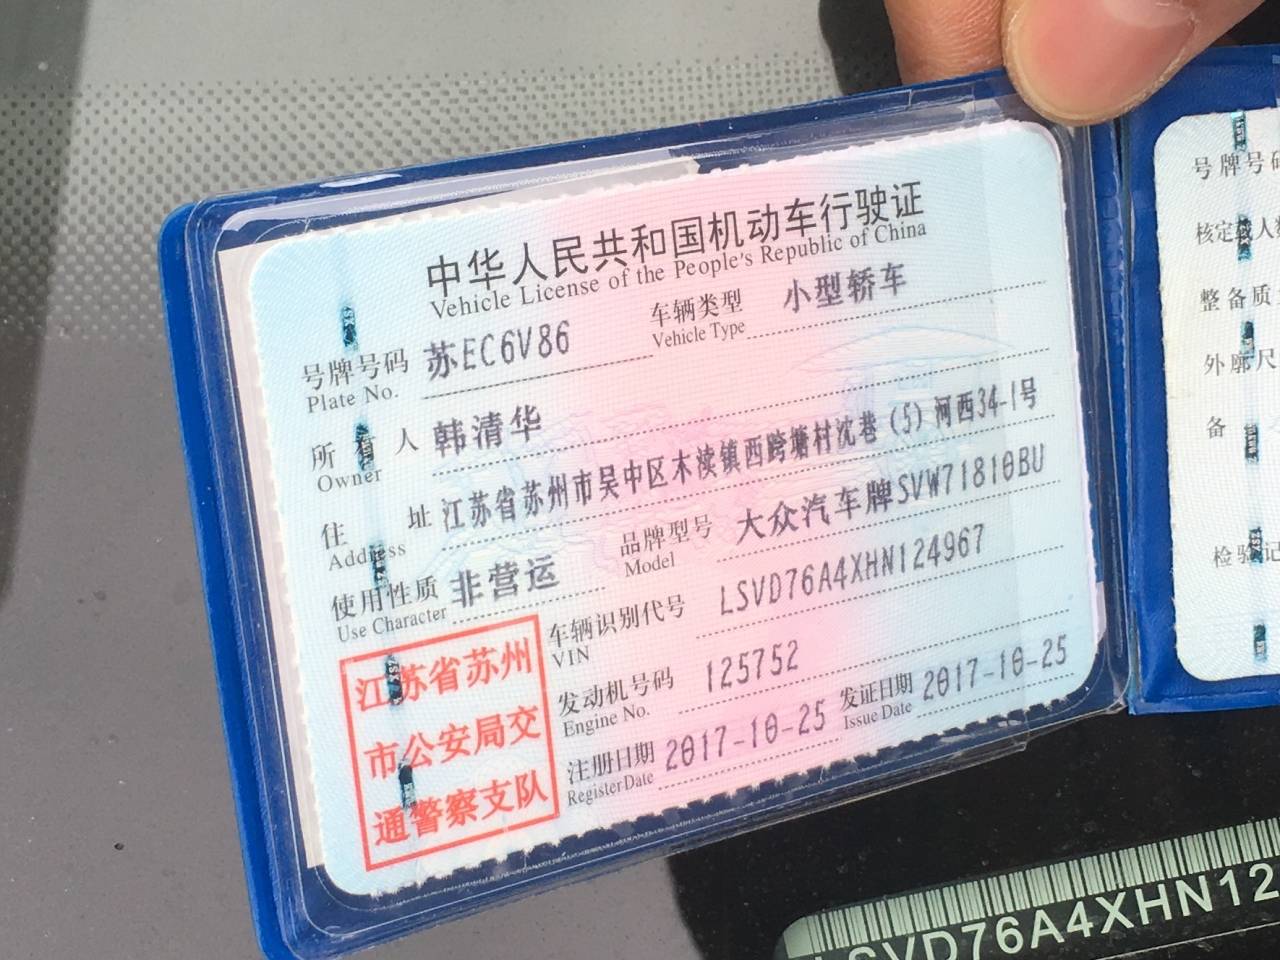 中华人民共和国机动车行驶证
Vehicle License of the People's Republic of China
号牌号码 苏EC6V86 车辆类型 小型轿车
Plate No. Vehicle Type
所有人 韩清华
Owner
住址 江苏省苏州市吴中区木渎镇西跨塘村沈巷(5)河西34-1号
Address
使用性质 非营运 品牌型号 大众汽车牌SVW71810BU
Use Character Model
车辆识别代号 LSVD76A4XHN124967
VIN
发动机号码 125752
Engine No.
注册日期 2017-10-25 发证日期 2017-10-25
Register Date Issue Date
江苏省苏州
市公安局交
通警察支队
号牌号码
核定载人数
整备质
外廓尺
备
检验记
LSVD76A4XHN12